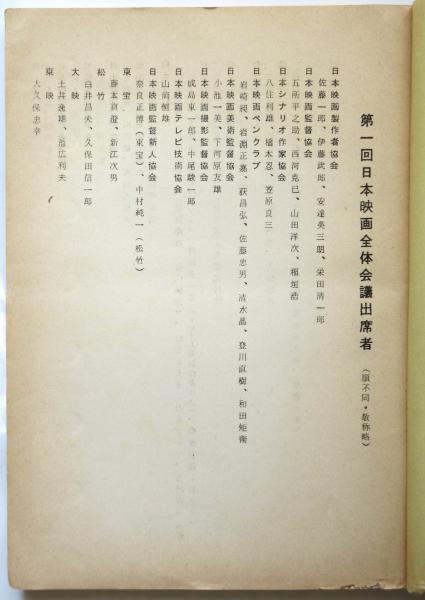 第一回日本映画全体会議出席者 （順不同・敬称略）
日本映画製作者協会
佐藤一郎、伊藤武郎、安達英三朗、栄田清一郎
日本映画監督協会
五所平之助、西河克己、山田洋次、稲垣浩
日本シナリオ作家協会
八住利雄、橋本忍、笠原良三
日本映画ペンクラブ
岩崎昶、岩淵正嘉、荻昌弘、佐藤忠男、清水晶、登川直樹、和田矩衛
日本映画美術監督協会
小池一美、下河原友雄
日本映画撮影監督協会
成島東一郎、中尾駿一郎
日本映画テレビ技術協会
山前恒雄
日本映画監督新人協会
奈良正博（東宝）、中村純一（松竹）
東宝
藤本真澄、新江次男
松竹
白井昌夫、久保田信一郎
大映
土井逸雄、池広利夫
東映
大久保忠幸